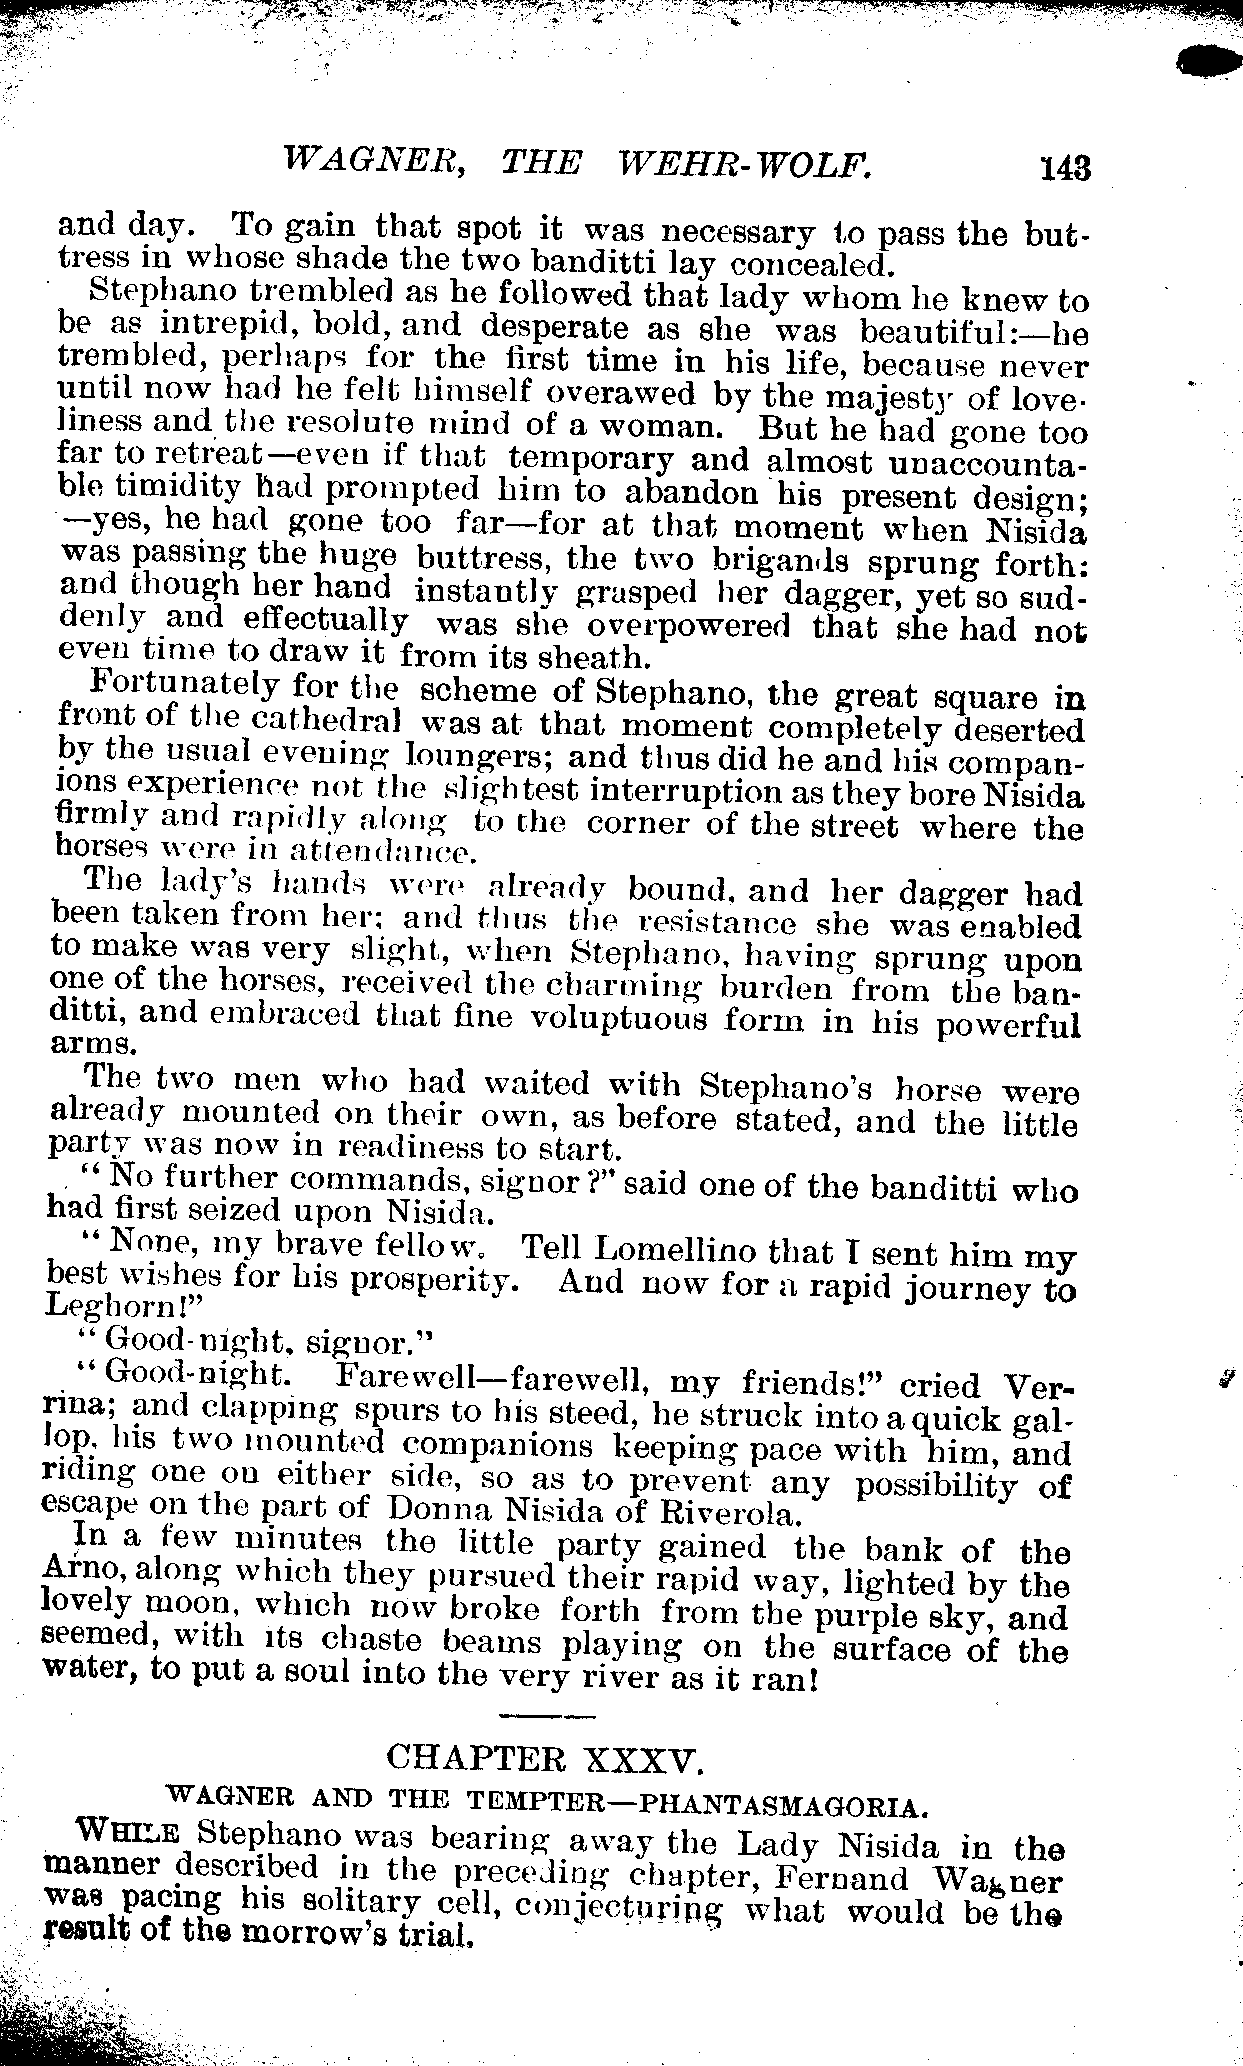 WAGNER, THE WEHR-WOLF. 143
and day. To gain that spot it was necessary to pass the but-
tress in whose shade the two banditti lay concealed.
Stephano trembled as he followed that lady whom he knew to
be as intrepid, bold, and desperate as she was beautiful:—he
trembled, perhaps for the first time in his life, because never
until now had he felt himself overawed by the majesty of love-
liness and the resolute mind of a woman. But he had gone too
far to retreat—even if that temporary and almost unaccounta-
ble timidity had prompted him to abandon his present design;
—yes, he had gone too far—for at that moment when Nisida
was passing the huge buttress, the two brigands sprung forth:
and though her hand instantly grasped her dagger, yet so sud-
denly and effectually was she overpowered that she had not
even time to draw it from its sheath.
Fortunately for the scheme of Stephano, the great square in
front of the cathedral was at that moment completely deserted
by the usual evening loungers; and thus did he and his compan-
ions experience not the slightest interruption as they bore Nisida
firmly and rapidly along to the corner of the street where the
horses were in attendance.
The lady's hands were already bound, and her dagger had
been taken from her; and thus the resistance she was enabled
to make was very slight, when Stephano, having sprung upon
one of the horses, received the charming burden from the ban-
ditti, and embraced that fine voluptuous form in his powerful
arms.
The two men who had waited with Stephano's horse were
already mounted on their own, as before stated, and the little
party was now in readiness to start.
"No further commands, signor?" said one of the banditti who
had first seized upon Nisida.
"None, my brave fellow. Tell Lomellino that I sent him my
best wishes for his prosperity. And now for a rapid journey to
Leghorn!"
"Good-night, signor."
"Good-night. Farewell—farewell, my friends!" cried Ver-
rina; and clapping spurs to his steed, he struck into a quick gal-
lop, his two mounted companions keeping pace with him, and
riding one on either side, so as to prevent any possibility of
escape on the part of Donna Nisida of Riverola.
In a few minutes the little party gained the bank of the
Arno, along which they pursued their rapid way, lighted by the
lovely moon, which now broke forth from the purple sky, and
seemed, with its chaste beams playing on the surface of the
water, to put a soul into the very river as it ran!
CHAPTER XXXV.
WAGNER AND THE TEMPTER—PHANTASMAGORIA.
WHILE Stephano was bearing away the Lady Nisida in the
manner described in the preceding chapter, Fernand Wagner
was pacing his solitary cell, conjecturing what would be the
result of the morrow's trial.